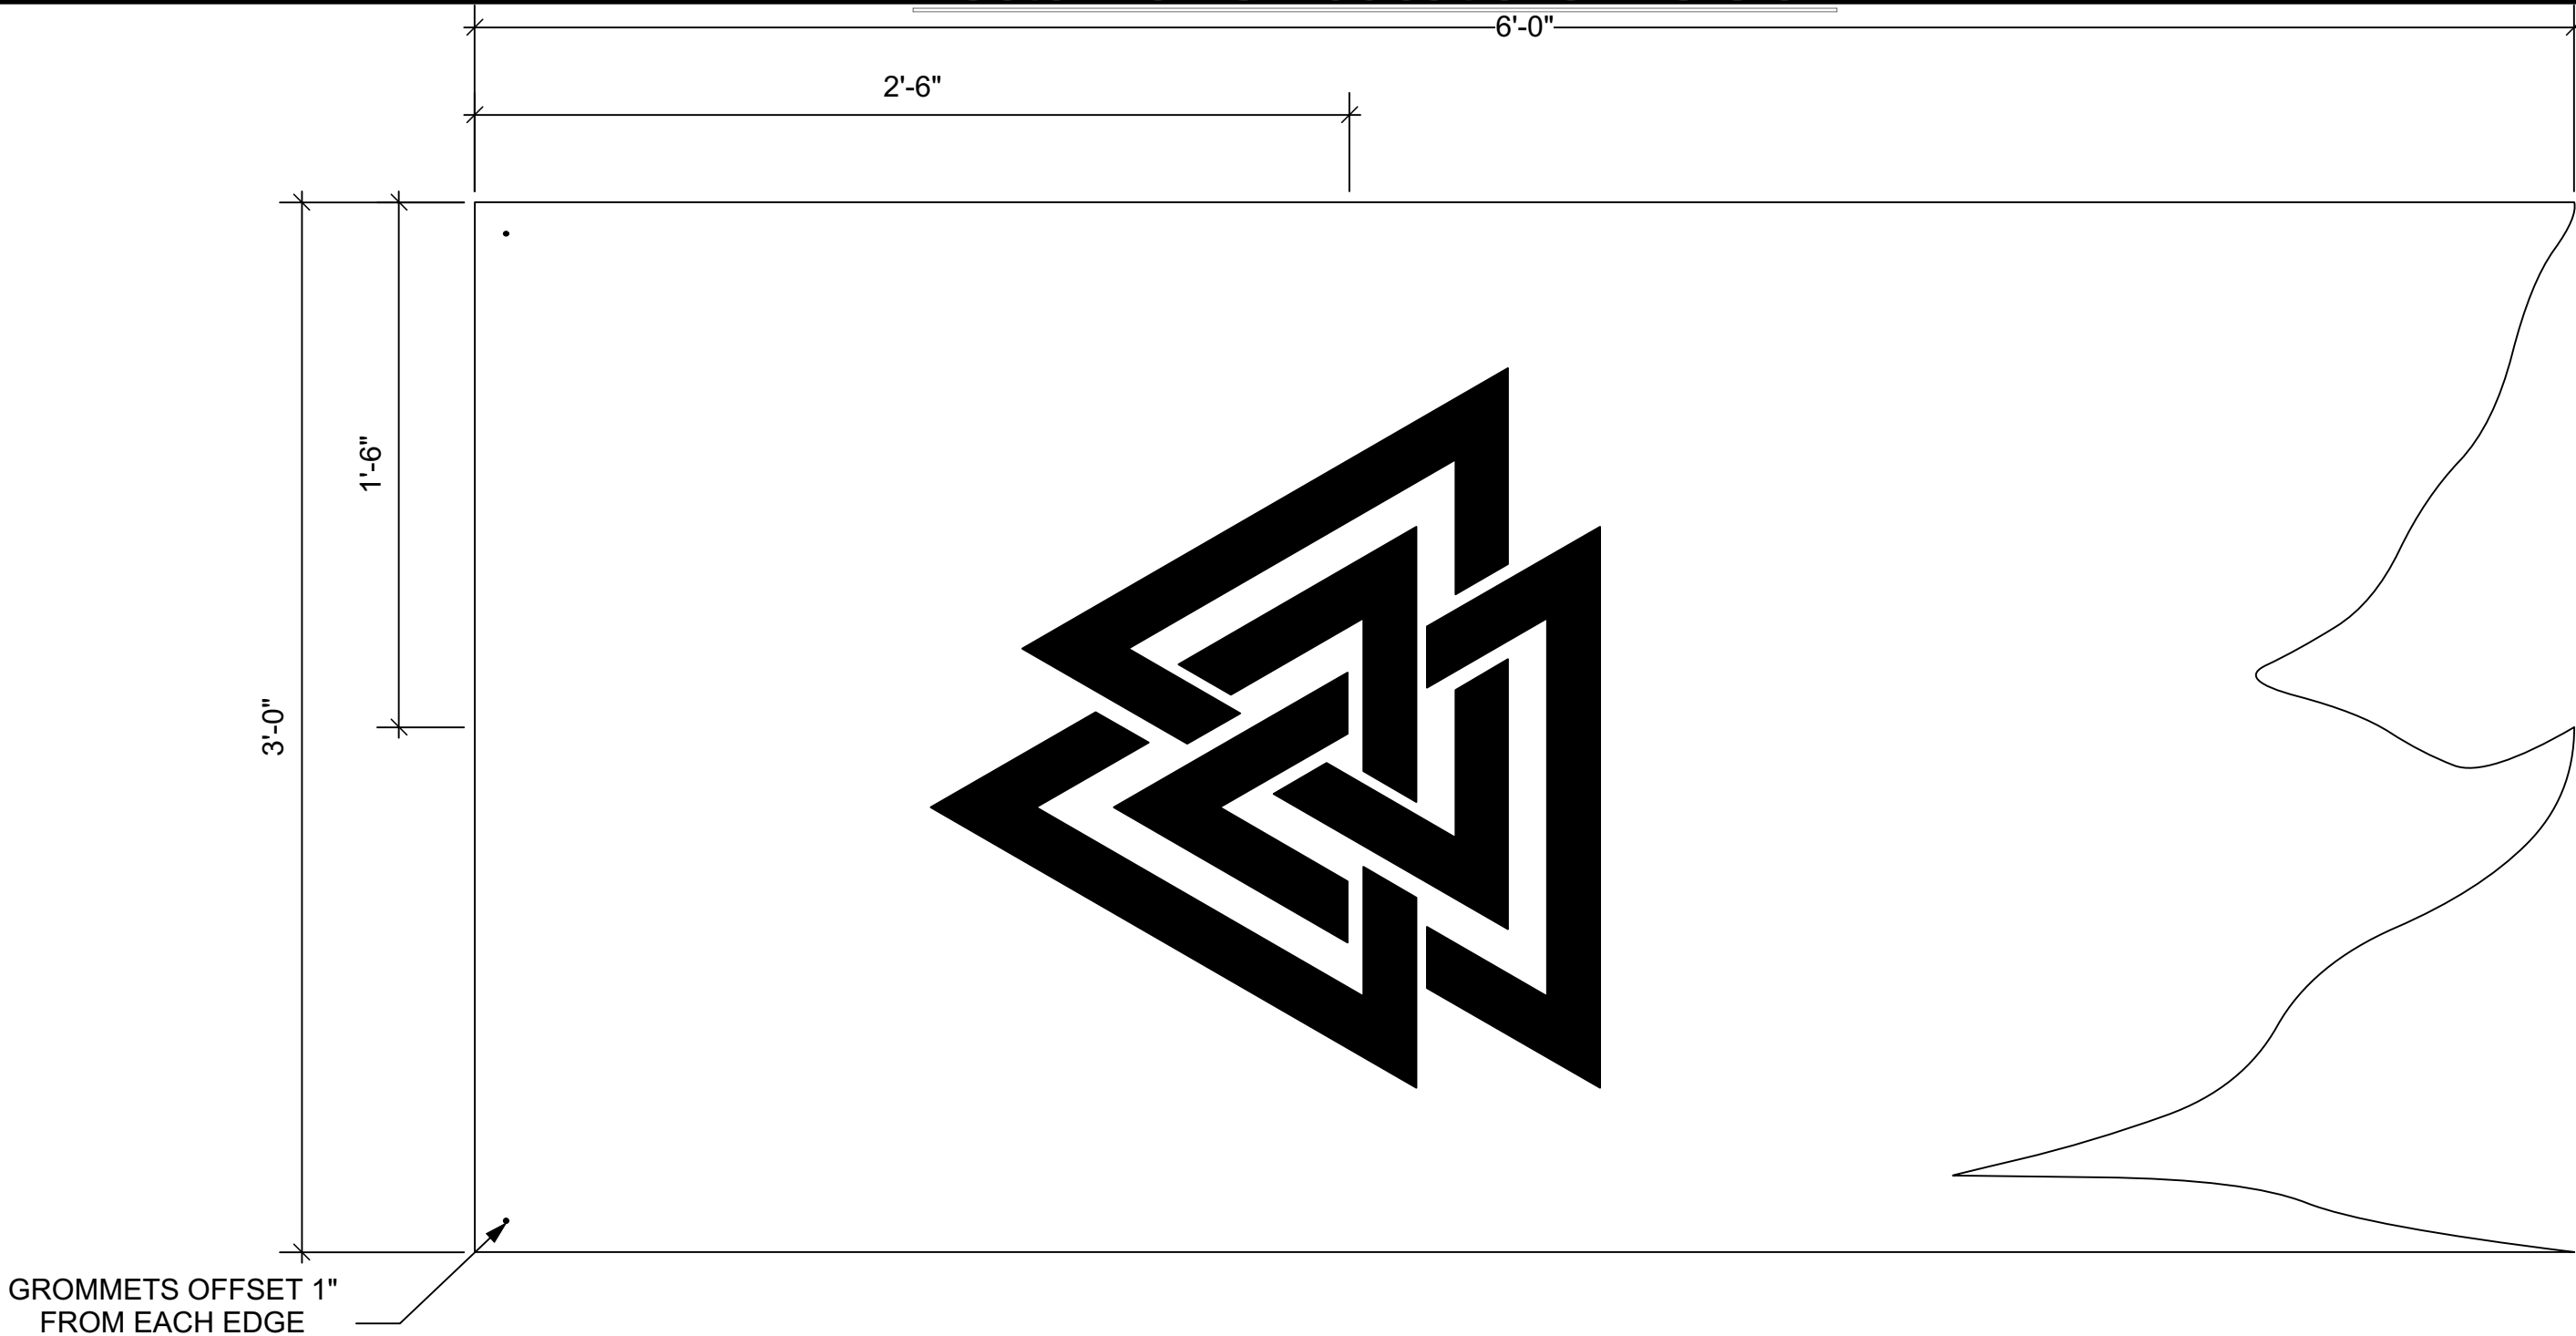 6'-0"
2'-6"
1'-6"
3'-0"
GROMMETS OFFSET 1"
FROM EACH EDGE